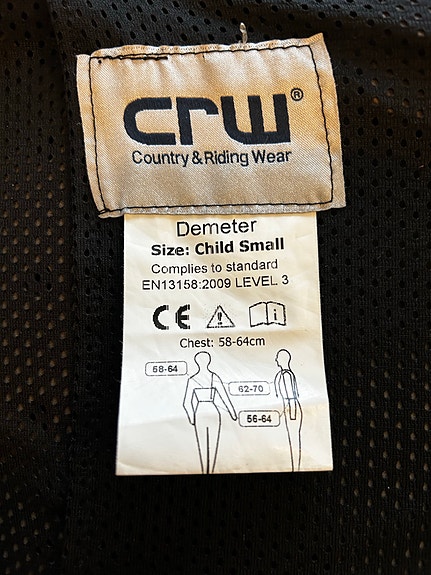 crw®
Country & Riding Wear
Demeter
Size: Child Small
Complies to standard
EN13158:2009 LEVEL 3
CE
Chest: 58-64cm
58-64
62-70
56-64